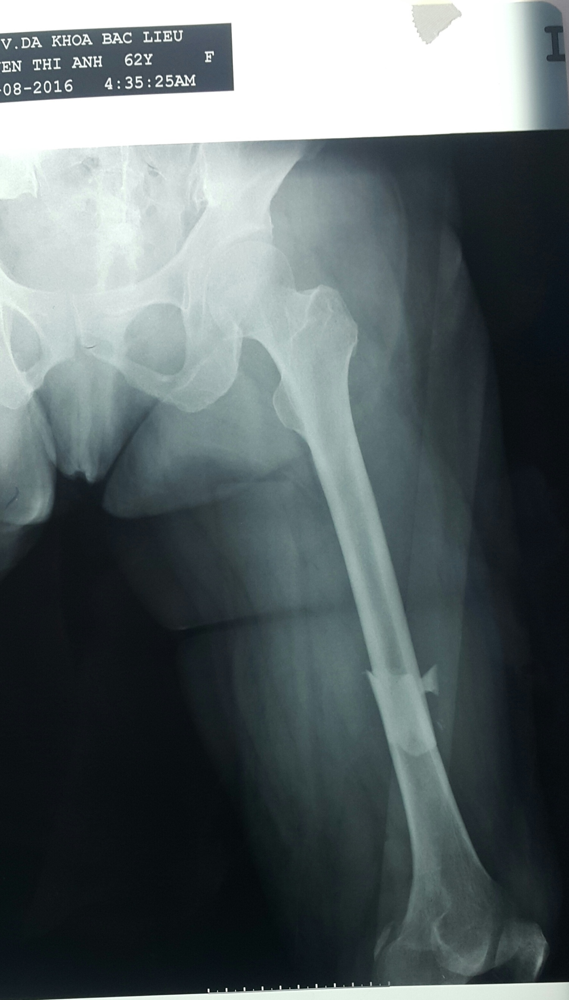 V.DA KHOA BAC LIEU
EN THI ANH 62Y F
-08-2016 4:35:25AM